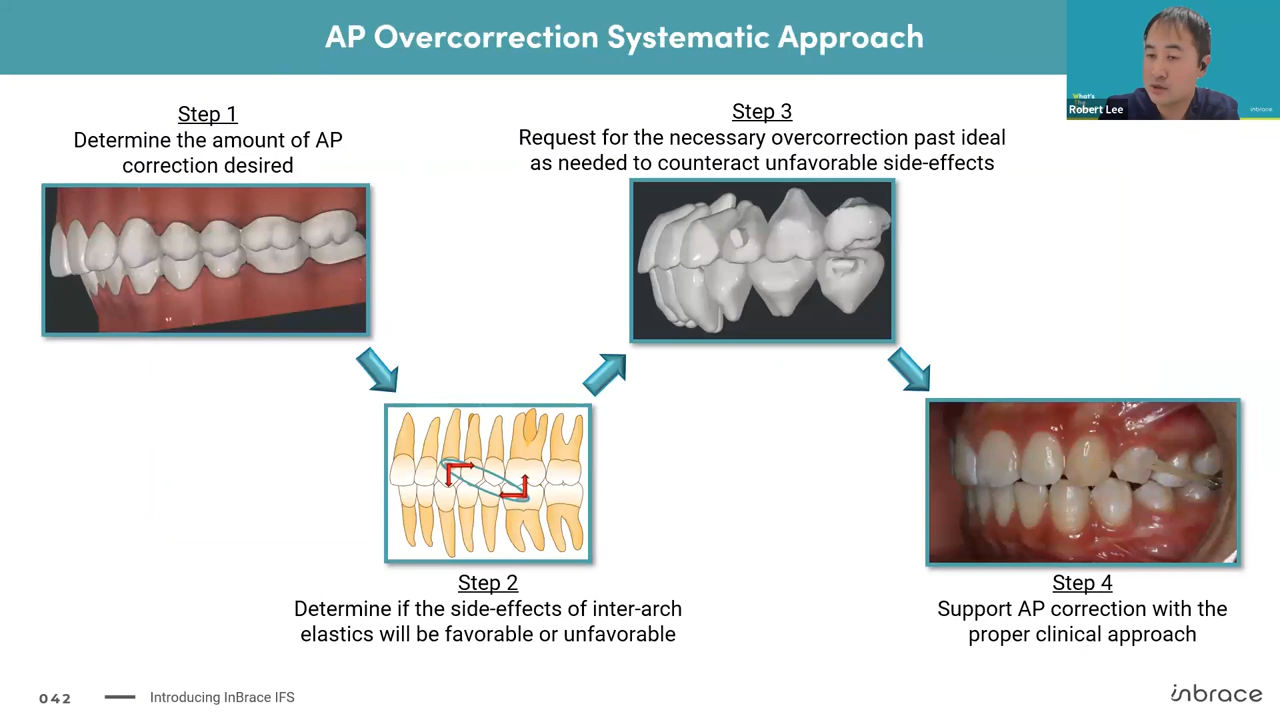 AP Overcorrection Systematic Approach
What's
The
Robert Lee
inbrace
Step 1
Determine the amount of AP
correction desired
Step 3
Request for the necessary overcorrection past ideal
as needed to counteract unfavorable side-effects
Step 2
Determine if the side-effects of inter-arch
elastics will be favorable or unfavorable
Step 4
Support AP correction with the
proper clinical approach
042
Introducing InBrace IFS
inbrace